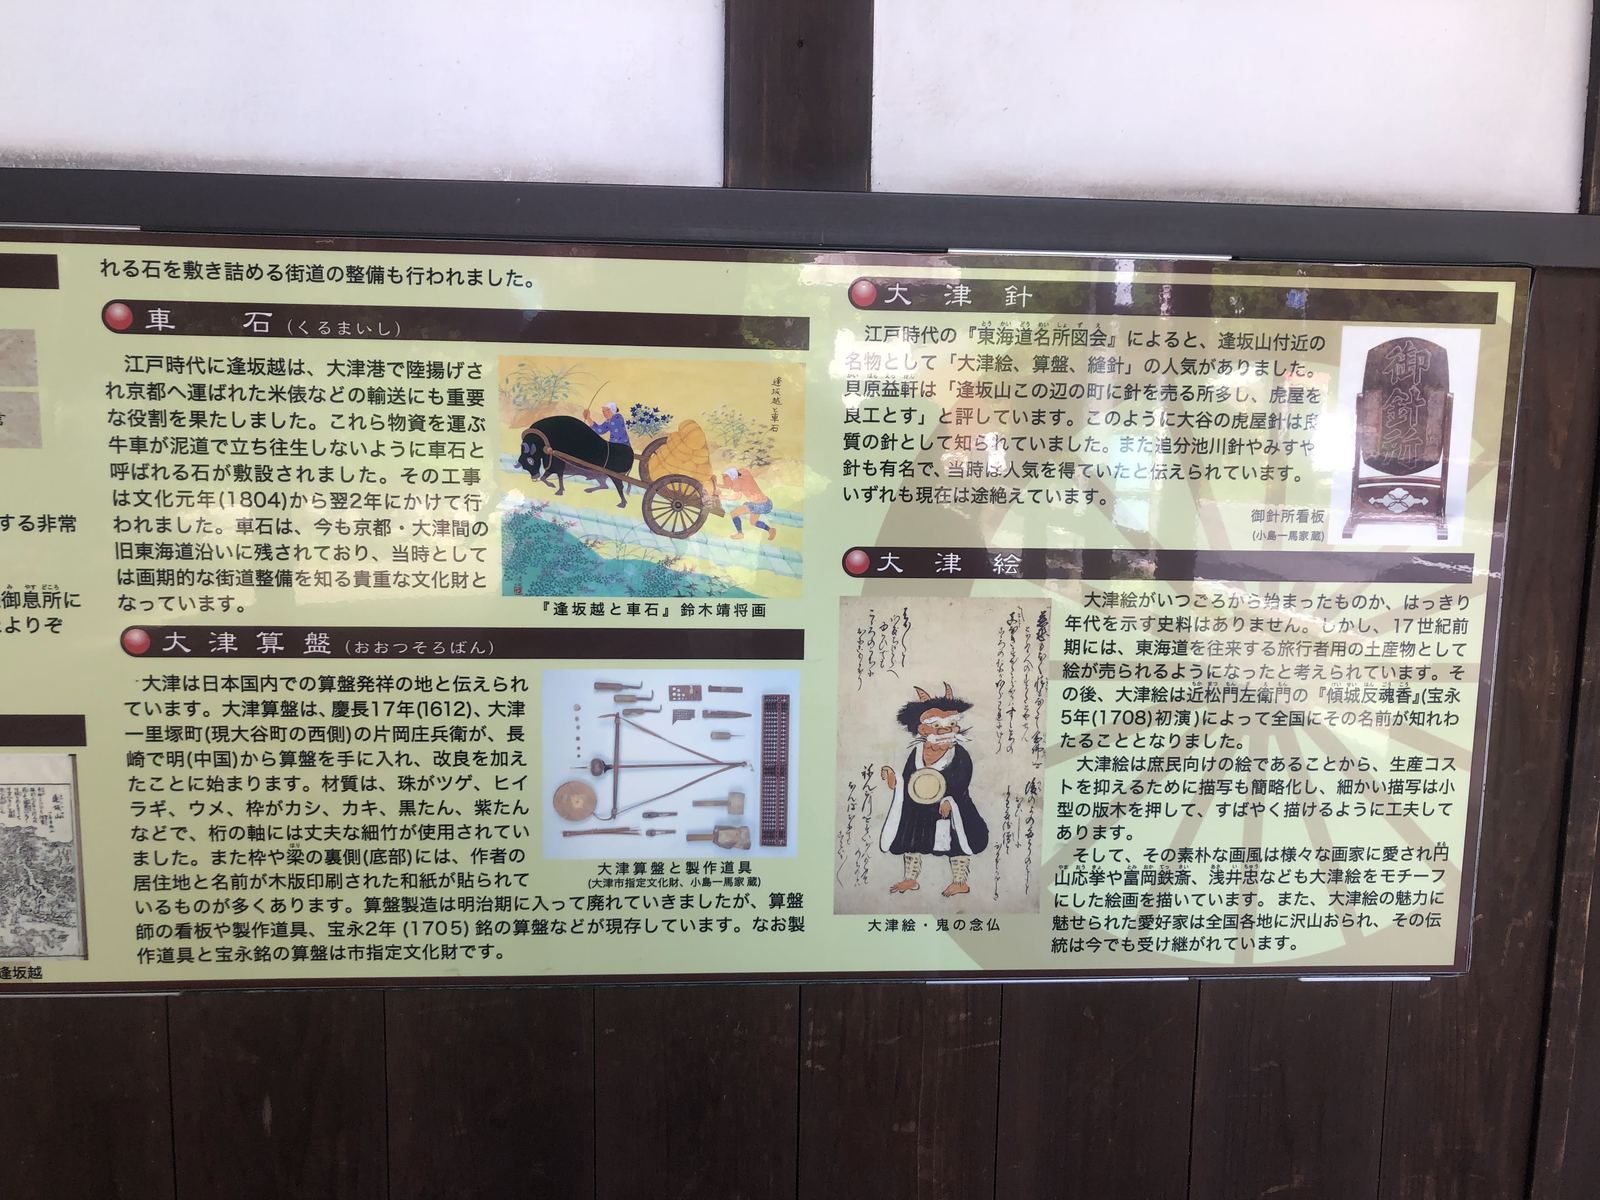 する非常
御息所に
よりぞ
逢坂越
れる石を敷き詰める街道の整備も行われました。
車石(くるまいし)
江戸時代に逢坂越は、大津港で陸揚げさ
れ京都へ運ばれた米俵などの輸送にも重要
な役割を果たしました。これら物資を運ぶ
牛車が泥道で立ち往生しないように車石と
呼ばれる石が敷設されました。その工事
は文化元年(1804)から翌2年にかけて行
われました。車石は、今も京都・大津間の
旧東海道沿いに残されており、当時として
は画期的な街道整備を知る貴重な文化財と
なっています。
逢坂越と車石
『逢坂越と車石』鈴木靖将画
大津算盤(おおつそろばん)
大津は日本国内での算盤発祥の地と伝えられ
ています。大津算盤は、慶長17年(1612)、大津
一里塚町(現大谷町の西側)の片岡庄兵衛が、長
崎で明(中国)から算盤を手に入れ、改良を加え
たことに始まります。材質は、珠がツゲ、ヒイ
ラギ、ウメ、枠がカシ、カキ、黒たん、紫たん
などで、桁の軸には丈夫な細竹が使用されてい
ました。また枠や梁の裏側(底部)には、作者の
居住地と名前が木版印刷された和紙が貼られて
いるものが多くあります。算盤製造は明治期に入って廃れていきましたが、算盤
師の看板や製作道具、宝永2年(1705)銘の算盤などが現存しています。なお製
作道具と宝永銘の算盤は市指定文化財です。
大津算盤と製作道具
(大津市指定文化財、小島一馬家蔵)
大津針
江戸時代の『東海道名所図会』によると、逢坂山付近の
名物として「大津絵、算盤、縫針」の人気がありました。
貝原益軒は「逢坂山この辺の町に針を売る所多し、虎屋を
良工とす」と評しています。このように大谷の虎屋針は良
質の針として知られていました。また追分池川針やみすや
針も有名で、当時は人気を得ていたと伝えられています。
いずれも現在は途絶えています。
御針所
御針所看板
(小島一馬家蔵)
大津絵
大津絵がいつごろから始まったものか、はっきり
年代を示す史料はありません。しかし、17世紀前
期には、東海道を往来する旅行者用の土産物として
絵が売られるようになったと考えられています。そ
の後、大津絵は近松門左衛門の『傾城反魂香』(宝永
5年(1708)初演)によって全国にその名前が知れわ
たることとなりました。
大津絵は庶民向けの絵であることから、生産コス
トを抑えるために描写も簡略化し、細かい描写は小
型の版木を押して、すばやく描けるように工夫して
あります。
そして、その素朴な画風は様々な画家に愛され円
山応挙や富岡鉄斎、浅井忠なども大津絵をモチーフ
にした絵画を描いています。また、大津絵の魅力に
魅せられた愛好家は全国各地に沢山おられ、その伝
統は今でも受け継がれています。
大津絵・鬼の念仏